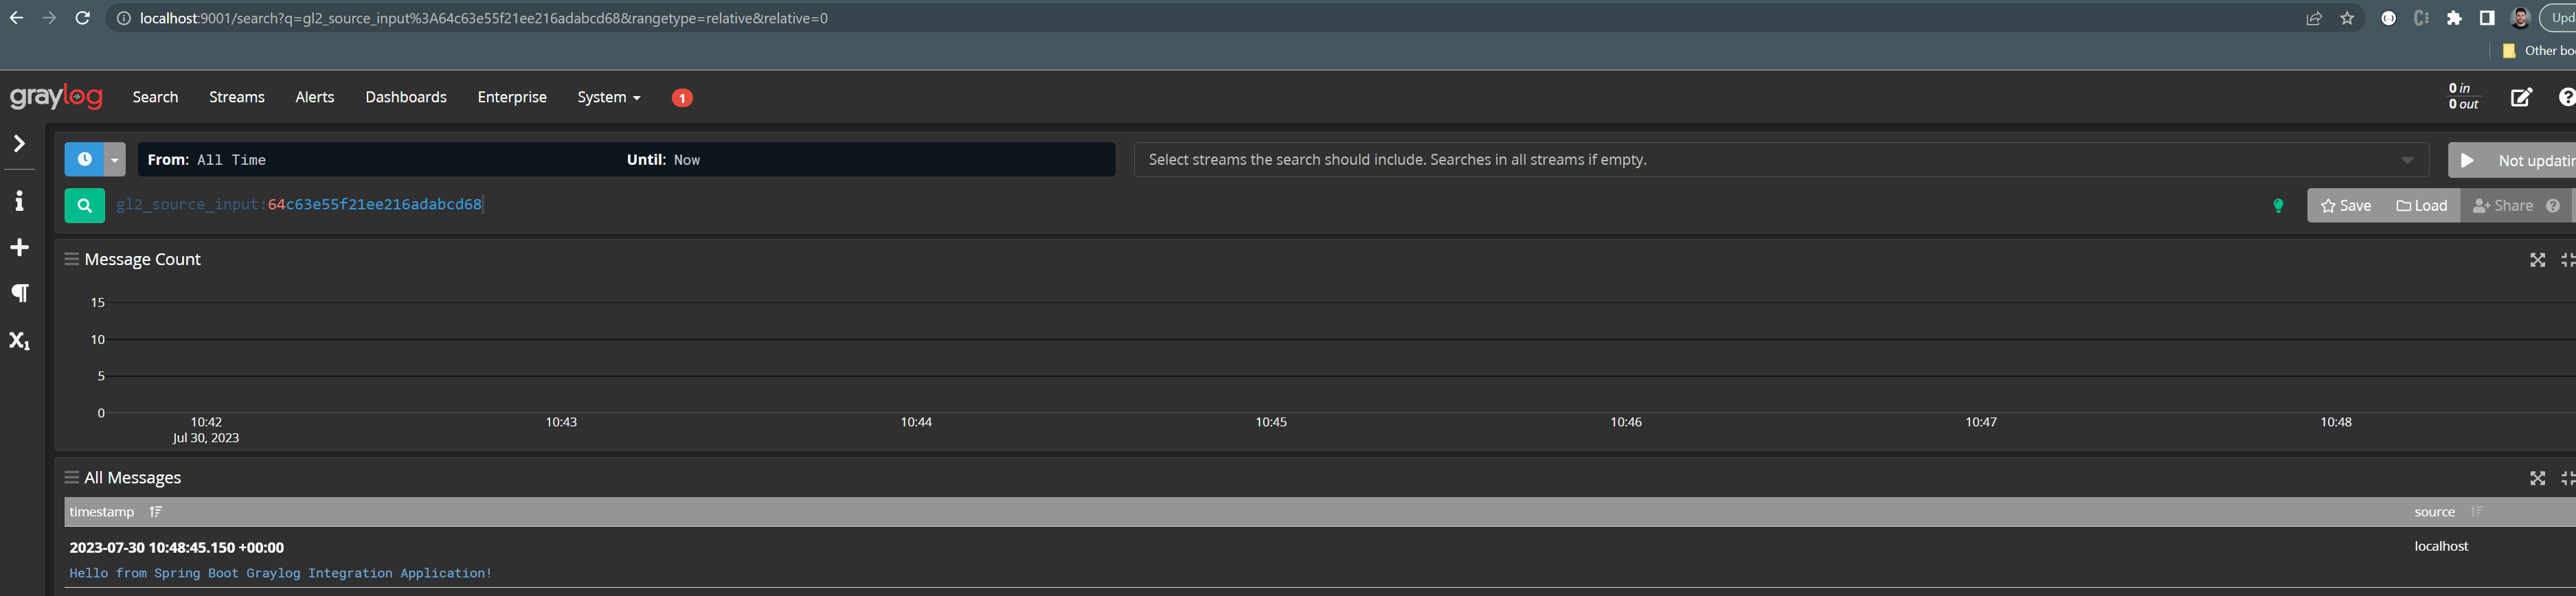 localhost:9001/search?q=gl2_source_input%3A64c63e55f21ee216adabcd68&rangetype=relative&relative=0
Other
graylog Search Streams Alerts Dashboards Enterprise System 1 0 in
0 out
From: All Time Until: Now Select streams the search should include. Searches in all streams if empty. Not
gl2_source_input:64c63e55f21ee216adabcd68 Save Load Share
Message Count
15
10
5
0
10:42 10:43 10:44 10:45 10:46 10:47 10:48
Jul 30, 2023
All Messages
timestamp source
2023-07-30 10:48:45.150 +00:00 localhost
Hello from Spring Boot Graylog Integration Application!